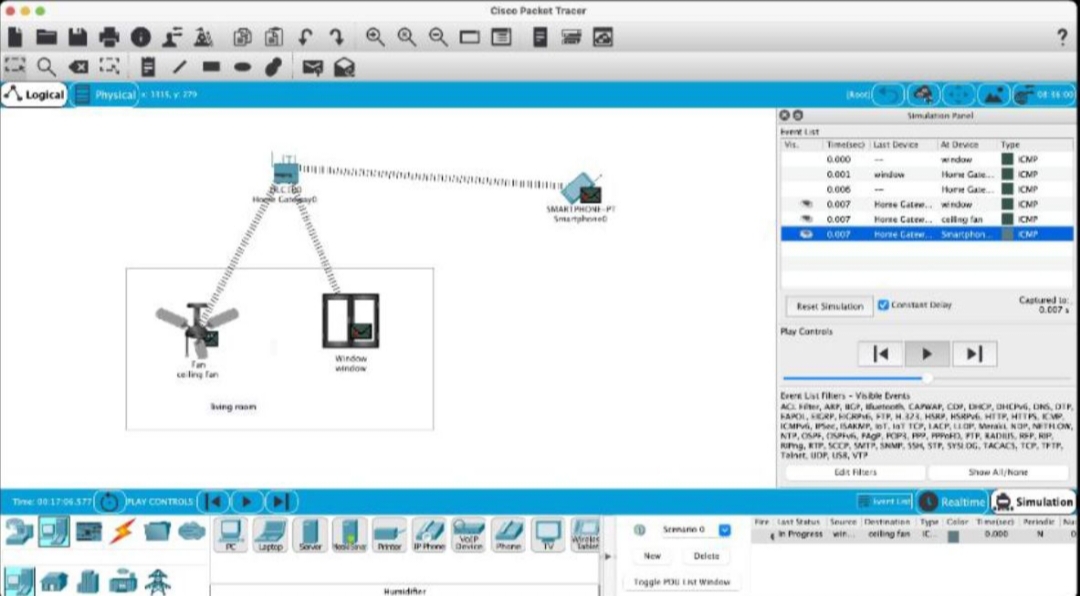 Cisco Packet Tracer
?
Logical
Physical
x: 1115, y: 279
[Root]
08:16:00
Simulation Panel
Event List
Vis. Time(sec) Last Device At Device Type
0.000 --- window ICMP
0.001 window Home Gate... ICMP
0.006 --- Home Gate... ICMP
0.007 Home Gatew... window ICMP
0.007 Home Gatew... ceiling fan ICMP
0.007 Home Gatew... Smartphon... ICMP
Home Gateway0
SMARTPHONE-PT
Smartphone0
Fan
ceiling fan
Window
window
living room
Reset Simulation
Constant Delay
Captured to:
0.007 s
Play Controls
Event List Filters - Visible Events
ACL Filter, ARP, BGP, Bluetooth, CAPWAP, CDP, DHCP, DHCPv6, DNS, DTP,
EAPOL, EIGRP, EIGRPv6, FTP, H.323, HSRP, HSRPv6, HTTP, HTTPS, ICMP,
ICMPv6, IPSec, ISAKMP, IoT, IoT TCP, LACP, LLDP, Meraki, NDP, NETFLOW,
NTP, OSPF, OSPFv6, PAgP, POP3, PPP, PPPoED, PTP, RADIUS, REP, RIP,
RIPng, RTP, SCCP, SMTP, SNMP, SSH, STP, SYSLOG, TACACS, TCP, TFTP,
Telnet, UDP, USB, VTP
Edit Filters
Show All/None
Time: 00:17:06.577
PLAY CONTROLS
Event List
Realtime
Simulation
PC
Laptop
Server
Printer
IP Phone
VoIP
Device
Phone
TV
Wireless
Tablet
Humidifier
Scenario 0
New
Delete
Toggle PDU List Window
Fire Last Status Source Destination Type Color Time(sec) Periodic
In Progress win... ceiling fan IC... 0.000 N